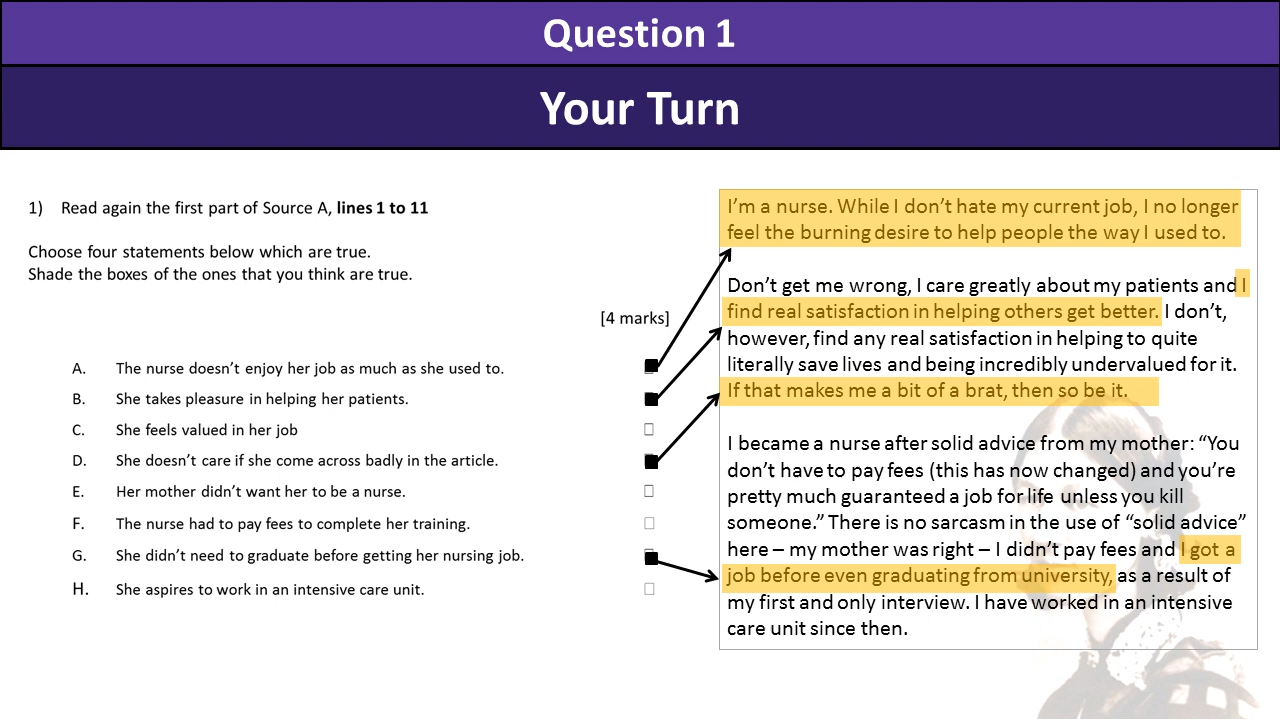 Question 1
Your Turn
1) Read again the first part of Source A, lines 1 to 11
Choose four statements below which are true.
Shade the boxes of the ones that you think are true.
[4 marks]
A. The nurse doesn’t enjoy her job as much as she used to.
B. She takes pleasure in helping her patients.
C. She feels valued in her job
D. She doesn’t care if she come across badly in the article.
E. Her mother didn’t want her to be a nurse.
F. The nurse had to pay fees to complete her training.
G. She didn’t need to graduate before getting her nursing job.
H. She aspires to work in an intensive care unit.
I’m a nurse. While I don’t hate my current job, I no longer
feel the burning desire to help people the way I used to.
Don’t get me wrong, I care greatly about my patients and I
find real satisfaction in helping others get better. I don’t,
however, find any real satisfaction in helping to quite
literally save lives and being incredibly undervalued for it.
If that makes me a bit of a brat, then so be it.
I became a nurse after solid advice from my mother: “You
don’t have to pay fees (this has now changed) and you’re
pretty much guaranteed a job for life unless you kill
someone.” There is no sarcasm in the use of “solid advice”
here – my mother was right – I didn’t pay fees and I got a
job before even graduating from university, as a result of
my first and only interview. I have worked in an intensive
care unit since then.